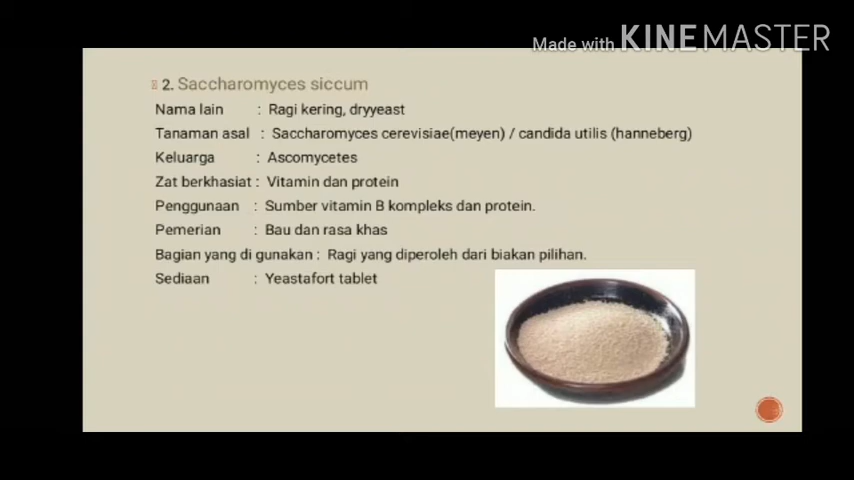 Made with KINEMASTER
2. Saccharomyces siccum
Nama lain : Ragi kering, dryyeast
Tanaman asal : Saccharomyces cerevisiae(meyen) / candida utilis (hanneberg)
Keluarga : Ascomycetes
Zat berkhasiat : Vitamin dan protein
Penggunaan : Sumber vitamin B kompleks dan protein.
Pemerian : Bau dan rasa khas
Bagian yang di gunakan : Ragi yang diperoleh dari biakan pilihan.
Sediaan : Yeastafort tablet